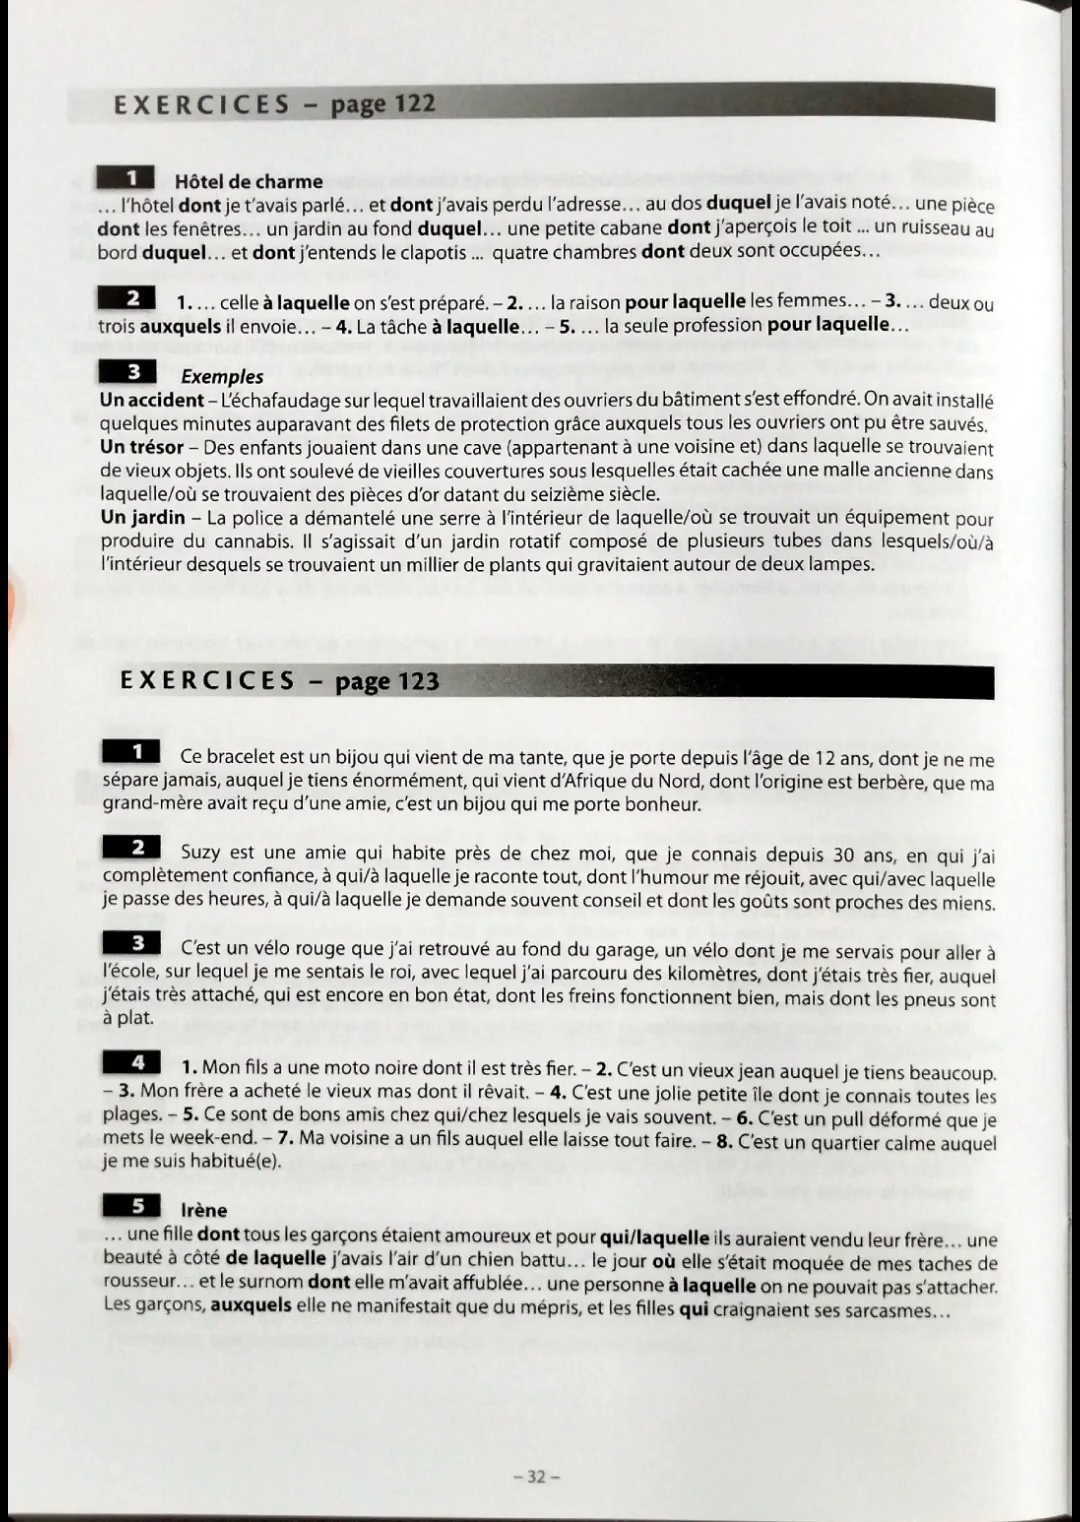 EXERCICES – page 122
1 Hôtel de charme
... l'hôtel dont je t'avais parlé... et dont j'avais perdu l'adresse... au dos duquel je l'avais noté... une pièce
dont les fenêtres... un jardin au fond duquel... une petite cabane dont j'aperçois le toit ... un ruisseau au
bord duquel... et dont j'entends le clapotis ... quatre chambres dont deux sont occupées...
2 1. ... celle à laquelle on s'est préparé. – 2. ... la raison pour laquelle les femmes... – 3. ... deux ou
trois auxquels il envoie... – 4. La tâche à laquelle... – 5. ... la seule profession pour laquelle...
3 Exemples
Un accident – L'échafaudage sur lequel travaillaient des ouvriers du bâtiment s'est effondré. On avait installé
quelques minutes auparavant des filets de protection grâce auxquels tous les ouvriers ont pu être sauvés.
Un trésor – Des enfants jouaient dans une cave (appartenant à une voisine et) dans laquelle se trouvaient
de vieux objets. Ils ont soulevé de vieilles couvertures sous lesquelles était cachée une malle ancienne dans
laquelle/où se trouvaient des pièces d'or datant du seizième siècle.
Un jardin – La police a démantelé une serre à l'intérieur de laquelle/où se trouvait un équipement pour
produire du cannabis. Il s'agissait d'un jardin rotatif composé de plusieurs tubes dans lesquels/où/à
l'intérieur desquels se trouvaient un millier de plants qui gravitaient autour de deux lampes.
EXERCICES – page 123
1 Ce bracelet est un bijou qui vient de ma tante, que je porte depuis l'âge de 12 ans, dont je ne me
sépare jamais, auquel je tiens énormément, qui vient d'Afrique du Nord, dont l'origine est berbère, que ma
grand-mère avait reçu d'une amie, c'est un bijou qui me porte bonheur.
2 Suzy est une amie qui habite près de chez moi, que je connais depuis 30 ans, en qui j'ai
complètement confiance, à qui/à laquelle je raconte tout, dont l'humour me réjouit, avec qui/avec laquelle
je passe des heures, à qui/à laquelle je demande souvent conseil et dont les goûts sont proches des miens.
3 C'est un vélo rouge que j'ai retrouvé au fond du garage, un vélo dont je me servais pour aller à
l'école, sur lequel je me sentais le roi, avec lequel j'ai parcouru des kilomètres, dont j'étais très fier, auquel
j'étais très attaché, qui est encore en bon état, dont les freins fonctionnent bien, mais dont les pneus sont
à plat.
4 1. Mon fils a une moto noire dont il est très fier. – 2. C'est un vieux jean auquel je tiens beaucoup.
– 3. Mon frère a acheté le vieux mas dont il rêvait. – 4. C'est une jolie petite île dont je connais toutes les
plages. – 5. Ce sont de bons amis chez qui/chez lesquels je vais souvent. – 6. C'est un pull déformé que je
mets le week-end. – 7. Ma voisine a un fils auquel elle laisse tout faire. – 8. C'est un quartier calme auquel
je me suis habitué(e).
5 Irène
... une fille dont tous les garçons étaient amoureux et pour qui/laquelle ils auraient vendu leur frère... une
beauté à côté de laquelle j'avais l'air d'un chien battu... le jour où elle s'était moquée de mes taches de
rousseur... et le surnom dont elle m'avait affublée... une personne à laquelle on ne pouvait pas s'attacher.
Les garçons, auxquels elle ne manifestait que du mépris, et les filles qui craignaient ses sarcasmes...
– 32 –